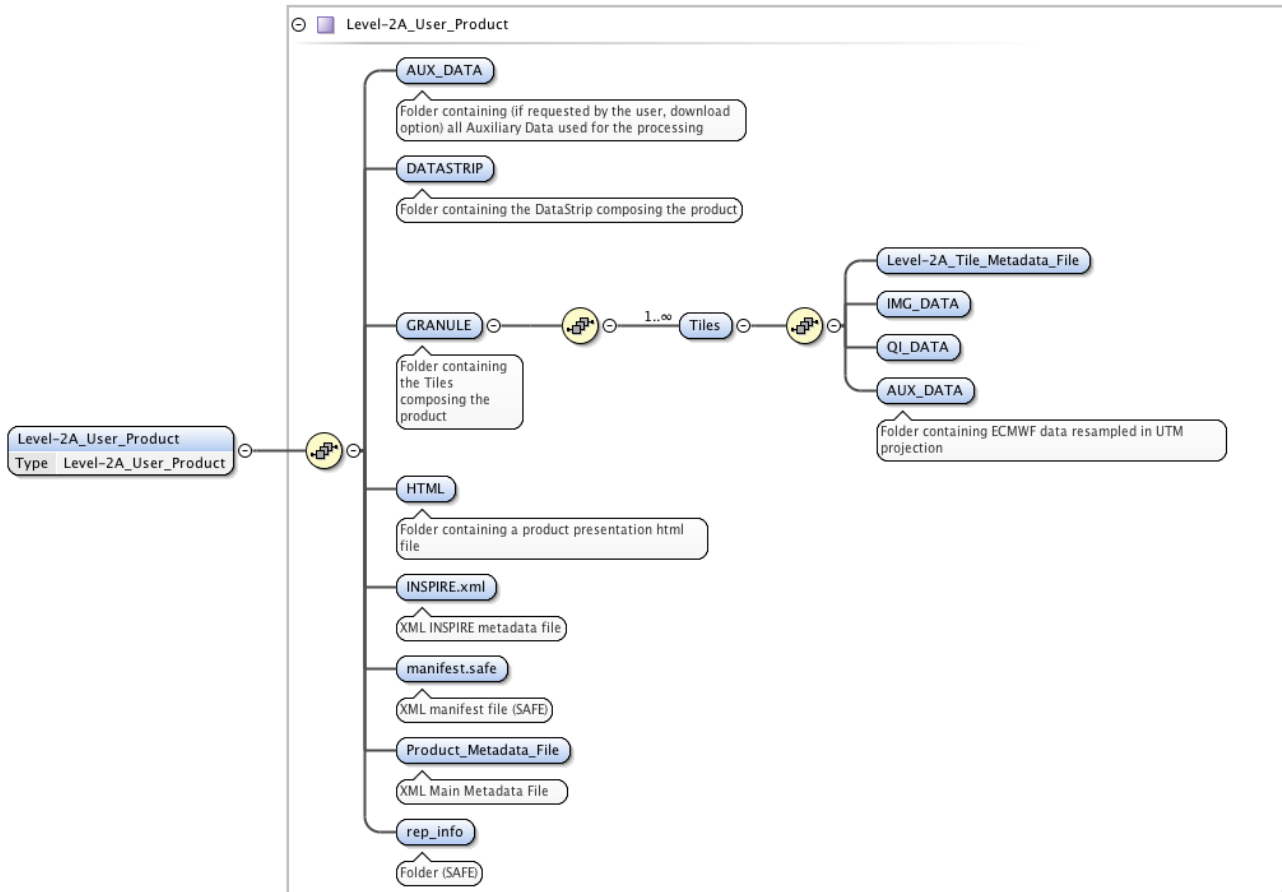 Level-2A_User_Product
AUX_DATA
Folder containing (if requested by the user, download
option) all Auxiliary Data used for the processing
DATASTRIP
Folder containing the DataStrip composing the product
Level-2A_Tile_Metadata_File
IMG_DATA
GRANULE
1..∞
Tiles
QI_DATA
Folder containing
the Tiles
composing the
product
AUX_DATA
Folder containing ECMWF data resampled in UTM
projection
Level-2A_User_Product
Type Level-2A_User_Product
HTML
Folder containing a product presentation html
file
INSPIRE.xml
XML INSPIRE metadata file
manifest.safe
XML manifest file (SAFE)
Product_Metadata_File
XML Main Metadata File
rep_info
Folder (SAFE)